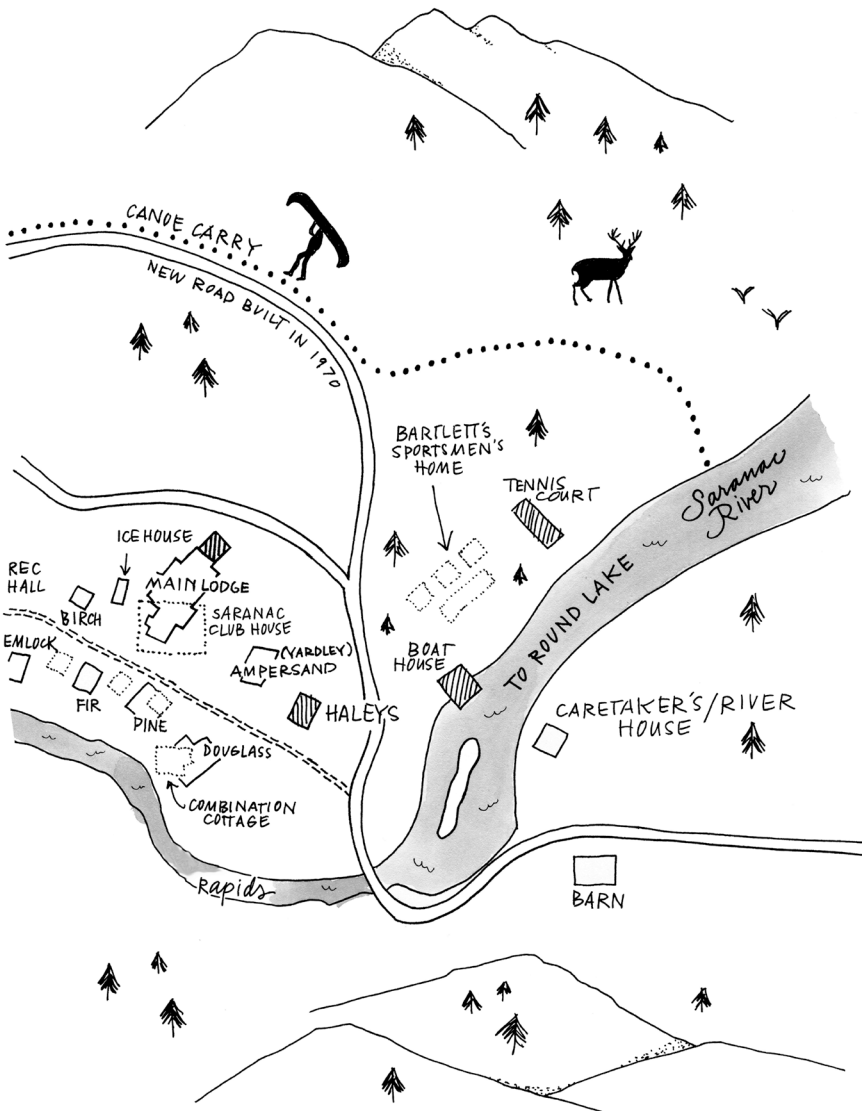 CANOE CARRY
NEW ROAD BUILT IN 1970
BARTLETT'S
SPORTSMEN'S
HOME
TENNIS
COURT
Saranac
River
ICEHOUSE
REC
HALL
MAIN LODGE
BIRCH
SARANAC
CLUB HOUSE
TO ROUND LAKE
EMLOCK
(YARDLEY)
AMPERSAND
BOAT
HOUSE
FIR
PINE
HALEYS
CARETAKER'S/RIVER
HOUSE
DOUGLASS
COMBINATION
COTTAGE
Rapids
BARN